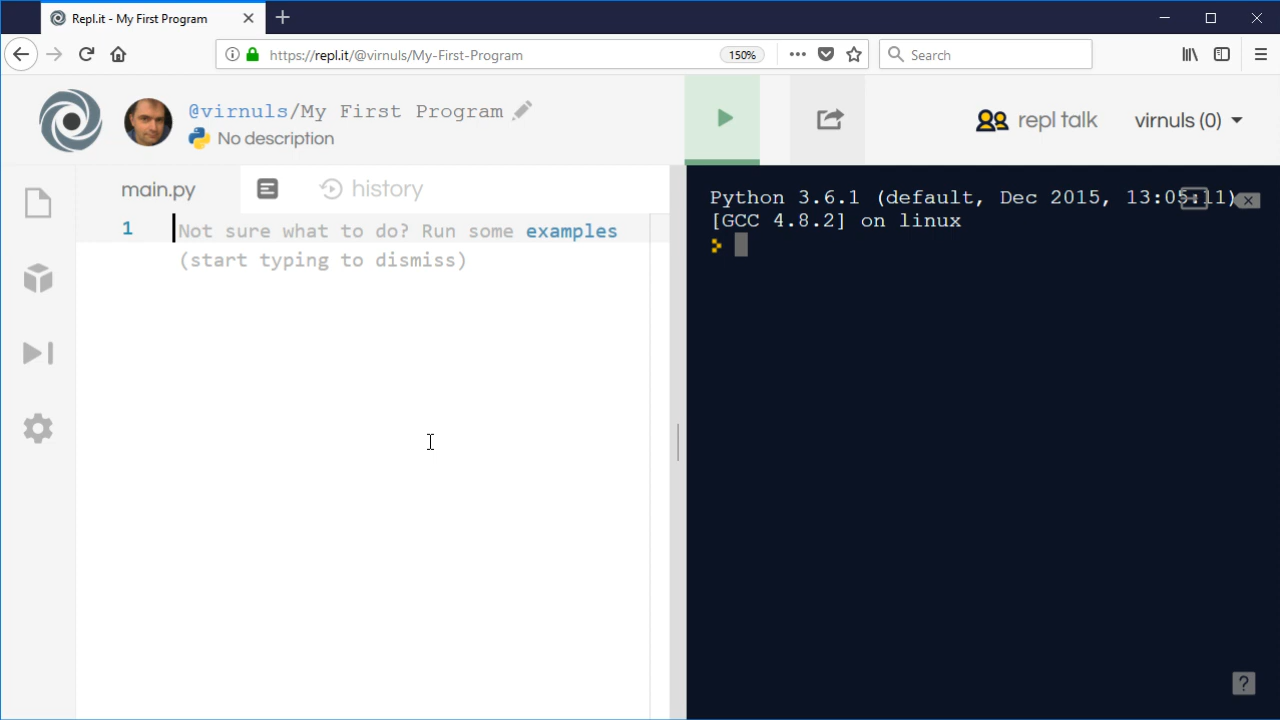 Repl.it - My First Program
https://repl.it/@virnuls/My-First-Program
150%
Search
@virnuls/My First Program
No description
repl talk
virnuls (0)
main.py
history
1
Not sure what to do? Run some examples
(start typing to dismiss)
Python 3.6.1 (default, Dec 2015, 13:05:11)
[GCC 4.8.2] on linux
?